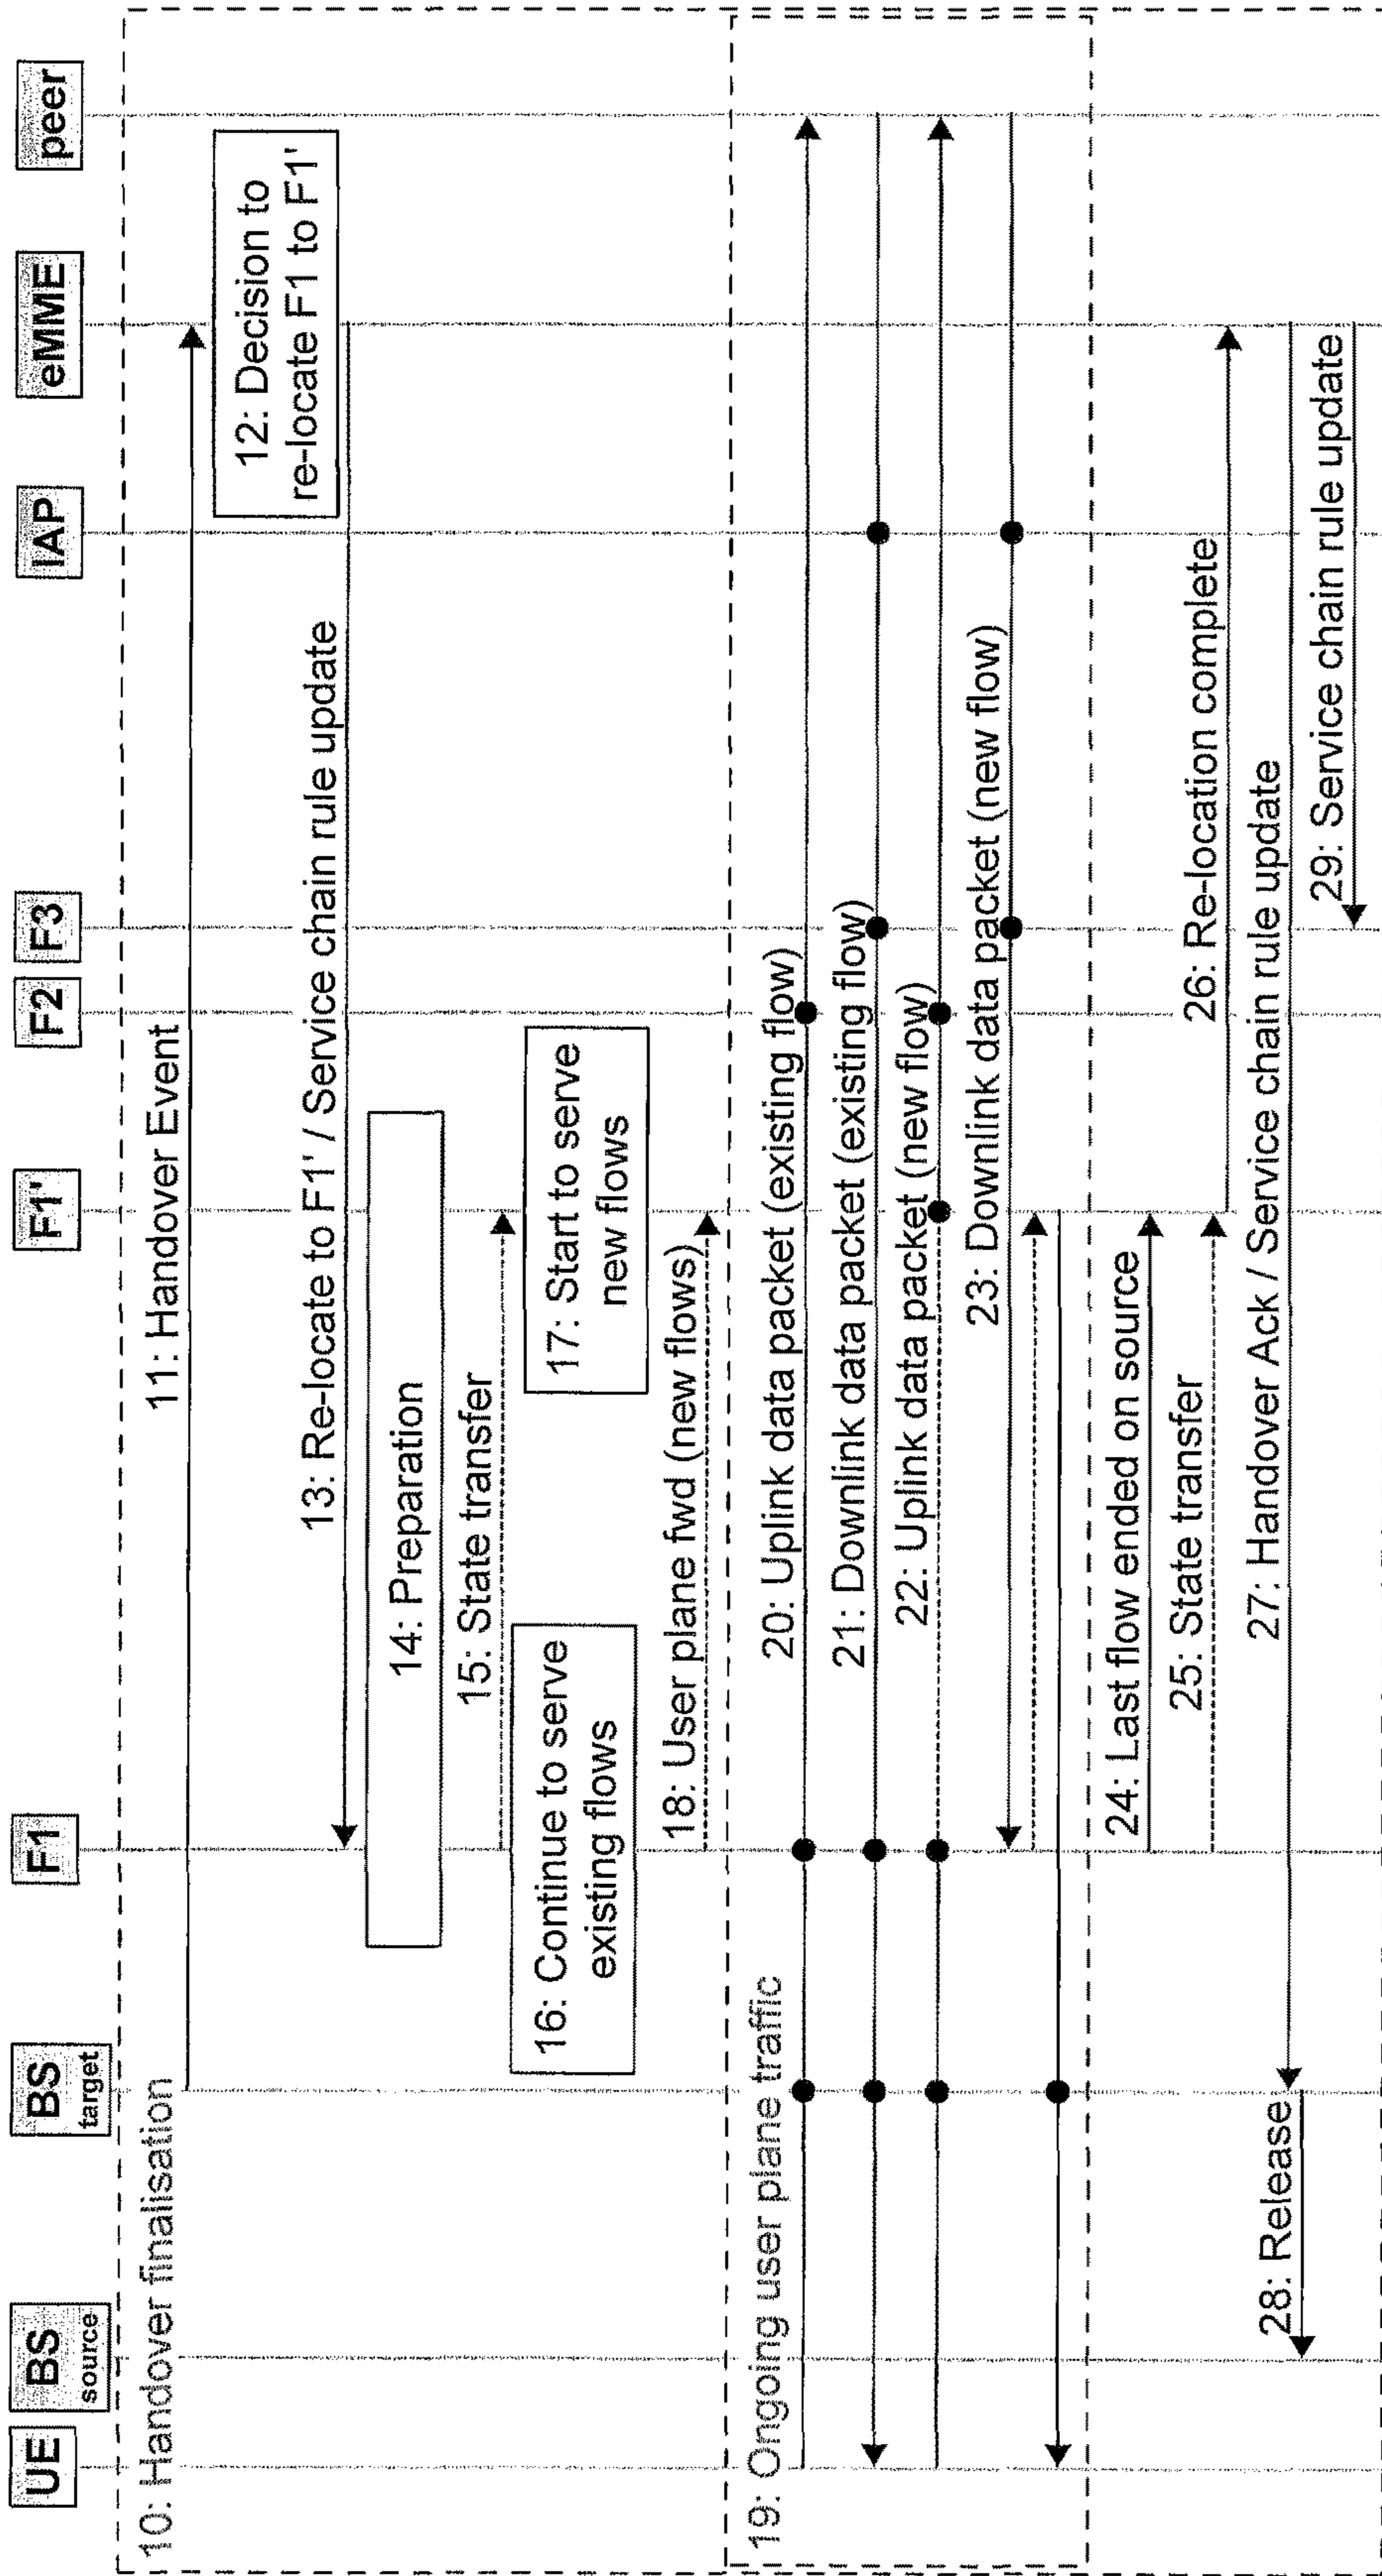 UE
BS
source
BS
target
F1
F1'
F2
F3
IAP
eMME
peer
10: Handover finalisation
11: Handover Event
12: Decision to
re-locate F1 to F1'
13: Re-locate to F1' / Service chain rule update
14: Preparation
15: State transfer
16: Continue to serve
existing flows
17: Start to serve
new flows
18: User plane fwd (new flows)
19: Ongoing user plane traffic
20: Uplink data packet (existing flow)
21: Downlink data packet (existing flow)
22: Uplink data packet (new flow)
23: Downlink data packet (new flow)
24: Last flow ended on source
25: State transfer
26: Re-location complete
27: Handover Ack / Service chain rule update
28: Release
29: Service chain rule update